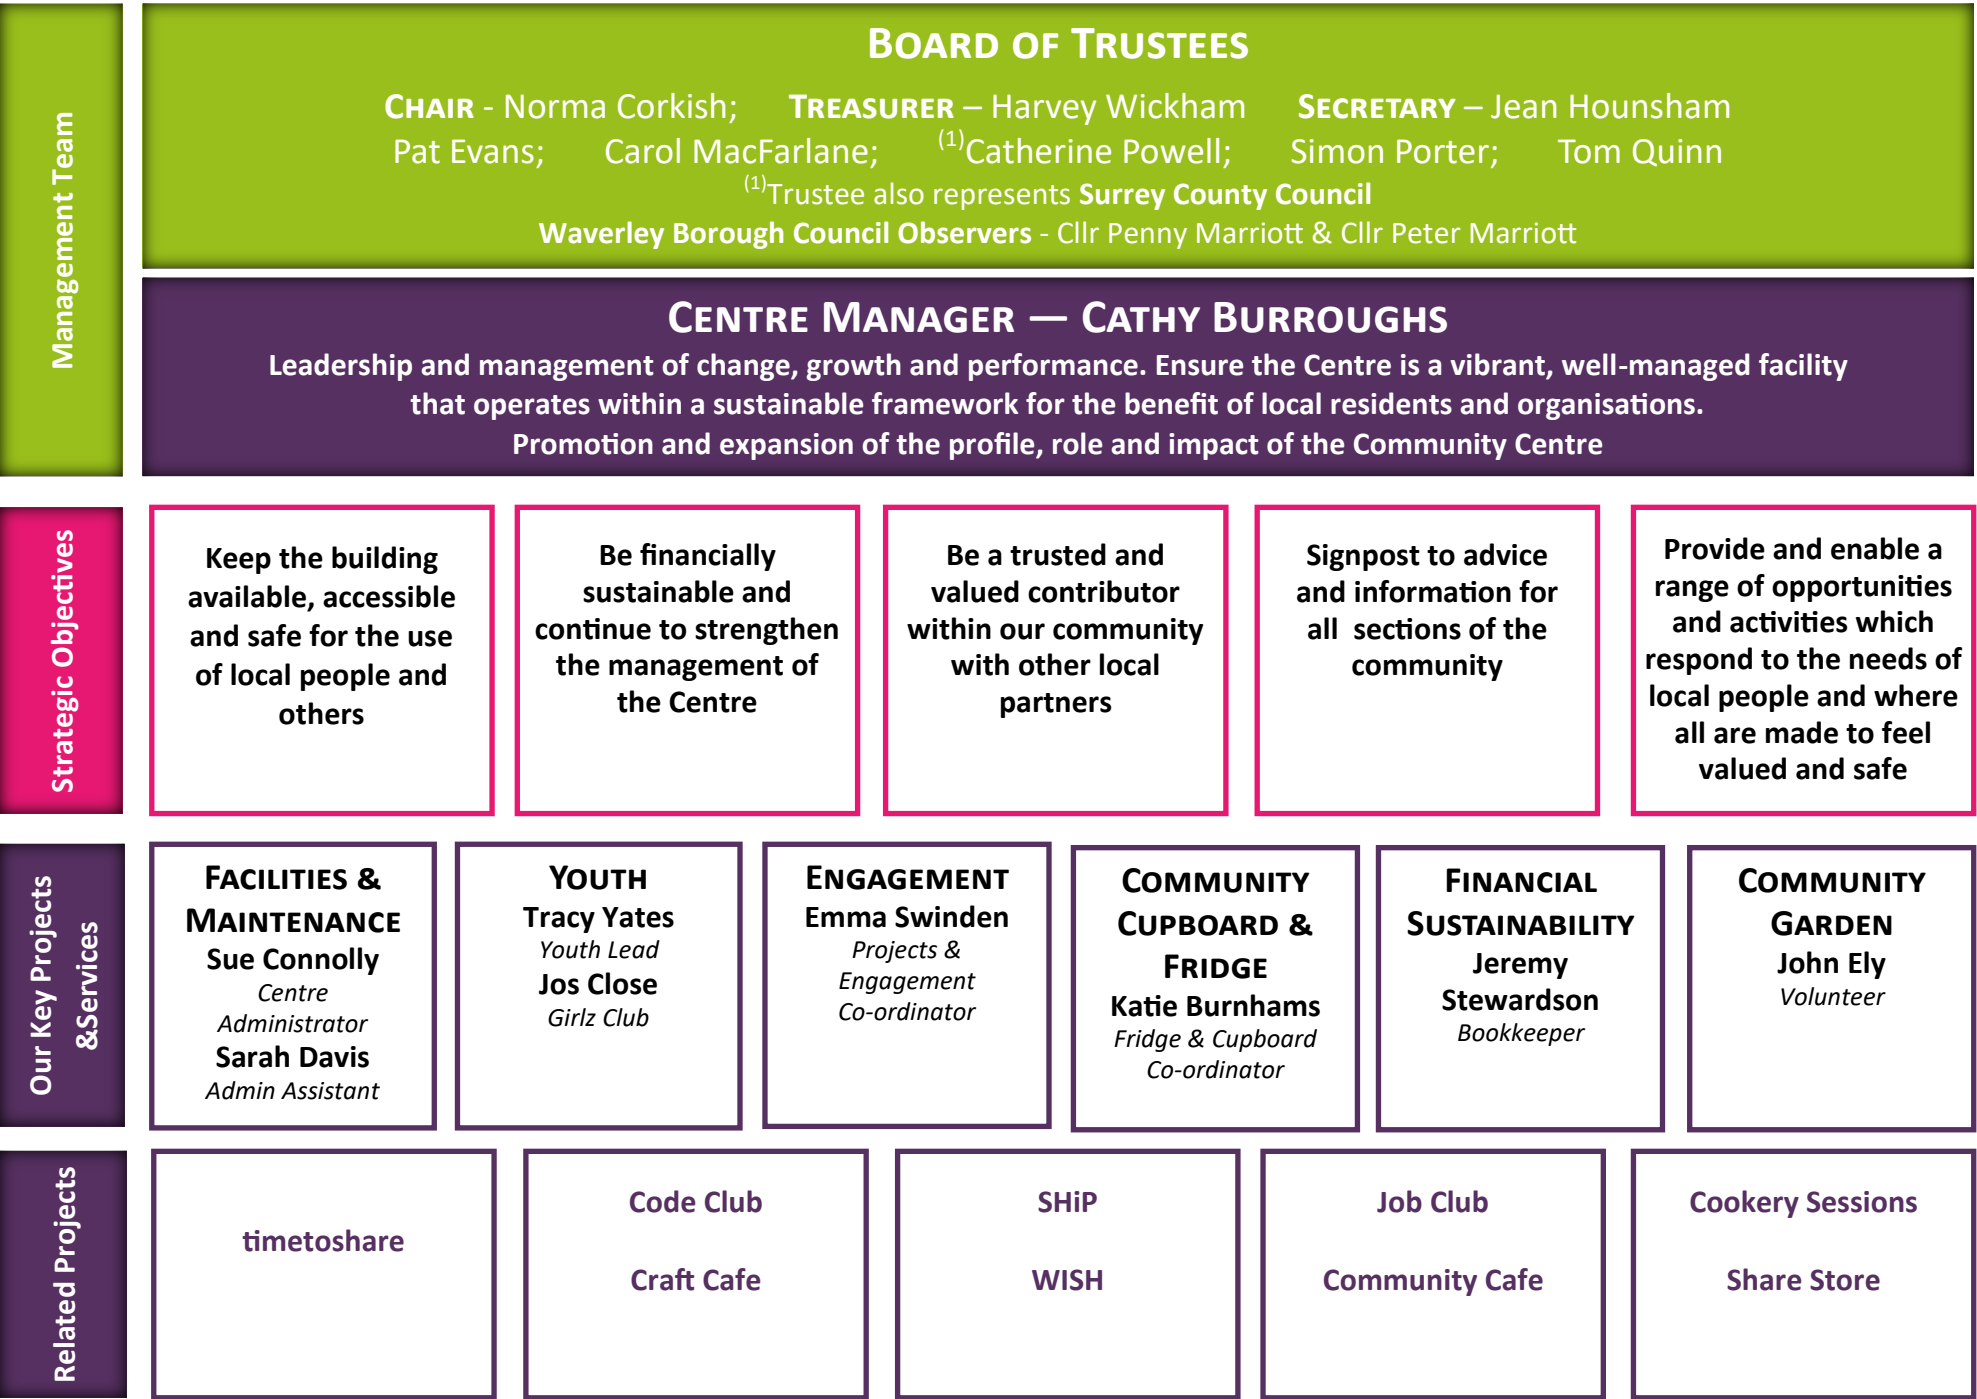 Management Team
BOARD OF TRUSTEES
CHAIR - Norma Corkish; TREASURER – Harvey Wickham SECRETARY – Jean Hounsham
Pat Evans; Carol MacFarlane; (1)Catherine Powell; Simon Porter; Tom Quinn
(1)Trustee also represents Surrey County Council
Waverley Borough Council Observers - Cllr Penny Marriott & Cllr Peter Marriott
CENTRE MANAGER — CATHY BURROUGHS
Leadership and management of change, growth and performance. Ensure the Centre is a vibrant, well-managed facility
that operates within a sustainable framework for the benefit of local residents and organisations.
Promotion and expansion of the profile, role and impact of the Community Centre
Strategic Objectives
Keep the building
available, accessible
and safe for the use
of local people and
others
Be financially
sustainable and
continue to strengthen
the management of
the Centre
Be a trusted and
valued contributor
within our community
with other local
partners
Signpost to advice
and information for
all sections of the
community
Provide and enable a
range of opportunities
and activities which
respond to the needs of
local people and where
all are made to feel
valued and safe
Our Key Projects
&Services
FACILITIES &
MAINTENANCE
Sue Connolly
Centre
Administrator
Sarah Davis
Admin Assistant
YOUTH
Tracy Yates
Youth Lead
Jos Close
Girlz Club
ENGAGEMENT
Emma Swinden
Projects &
Engagement
Co-ordinator
COMMUNITY
CUPBOARD &
FRIDGE
Katie Burnhams
Fridge & Cupboard
Co-ordinator
FINANCIAL
SUSTAINABILITY
Jeremy
Stewardson
Bookkeeper
COMMUNITY
GARDEN
John Ely
Volunteer
Related Projects
timetoshare
Code Club
Craft Cafe
SHiP
WISH
Job Club
Community Cafe
Cookery Sessions
Share Store